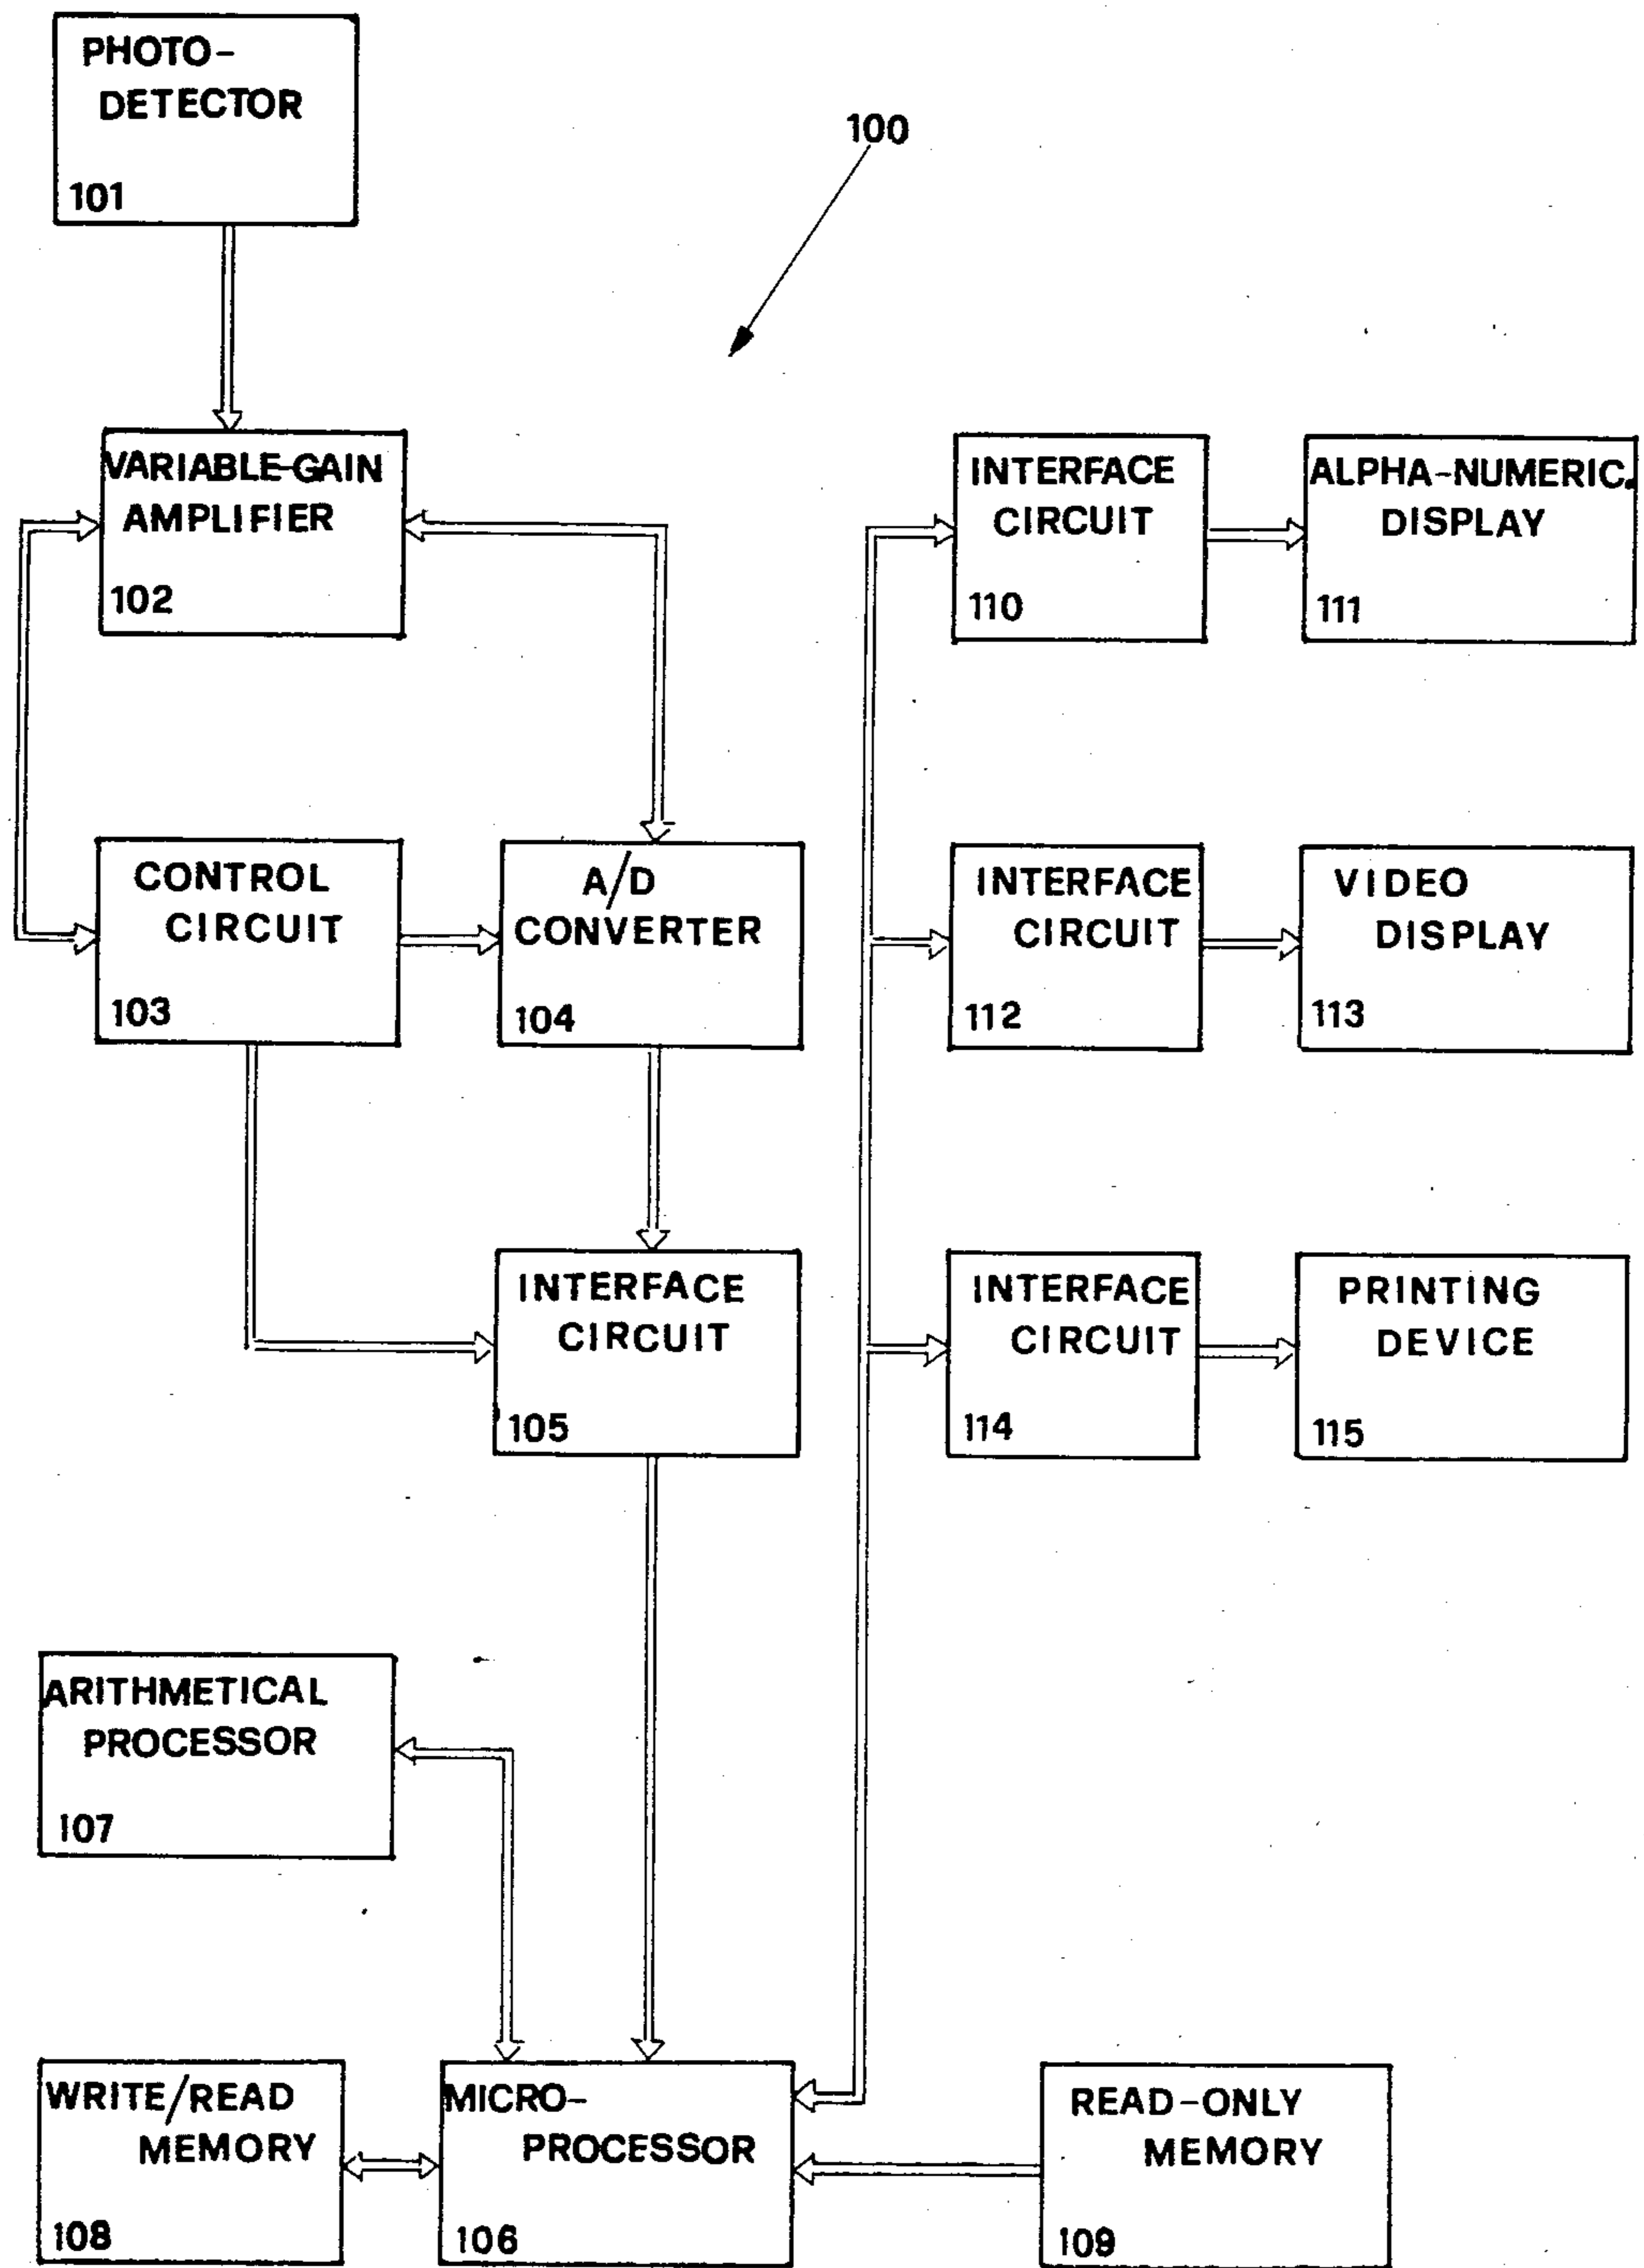 PHOTO-
DETECTOR
101
100
VARIABLE-GAIN
AMPLIFIER
102
INTERFACE
CIRCUIT
110
ALPHA-NUMERIC.
DISPLAY
111
CONTROL
CIRCUIT
103
A/D
CONVERTER
104
INTERFACE
CIRCUIT
112
VIDEO
DISPLAY
113
INTERFACE
CIRCUIT
105
INTERFACE
CIRCUIT
114
PRINTING
DEVICE
115
ARITHMETICAL
PROCESSOR
107
WRITE/READ
MEMORY
108
MICRO-
PROCESSOR
106
READ-ONLY
MEMORY
109